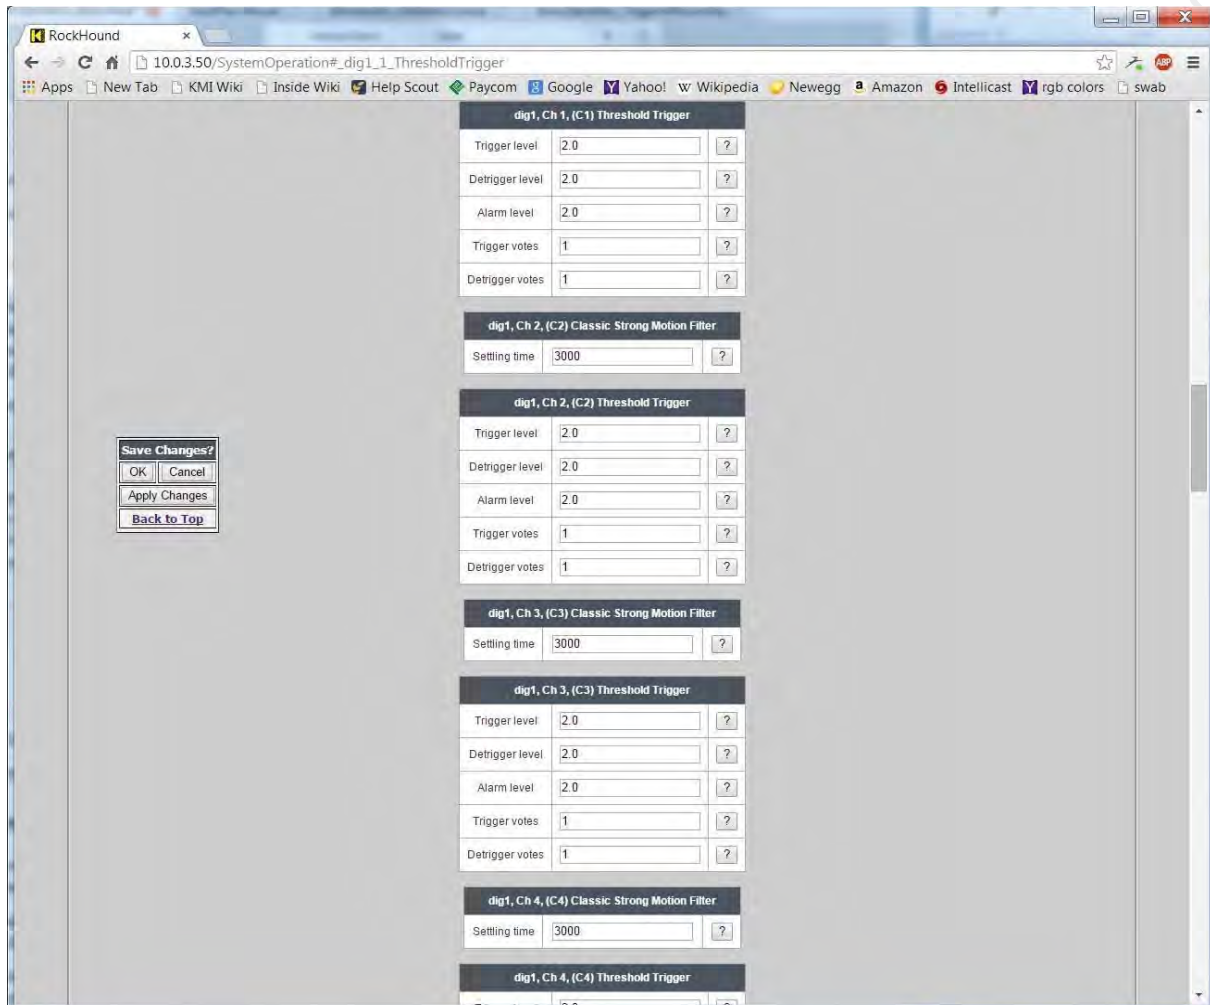 RockHound
10.0.3.50/SystemOperation#_dig1_1_ThresholdTrigger
ABP
Apps New Tab KMI Wiki Inside Wiki Help Scout Paycom Google Yahoo! Wikipedia Newegg Amazon Intellicast rgb colors swab
dig1, Ch 1, (C1) Threshold Trigger
Trigger level 2.0 ?
Detrigger level 2.0 ?
Alarm level 2.0 ?
Trigger votes 1 ?
Detrigger votes 1 ?
dig1, Ch 2, (C2) Classic Strong Motion Filter
Settling time 3000 ?
dig1, Ch 2, (C2) Threshold Trigger
Trigger level 2.0 ?
Detrigger level 2.0 ?
Alarm level 2.0 ?
Trigger votes 1 ?
Detrigger votes 1 ?
Save Changes?
OK Cancel
Apply Changes
Back to Top
dig1, Ch 3, (C3) Classic Strong Motion Filter
Settling time 3000 ?
dig1, Ch 3, (C3) Threshold Trigger
Trigger level 2.0 ?
Detrigger level 2.0 ?
Alarm level 2.0 ?
Trigger votes 1 ?
Detrigger votes 1 ?
dig1, Ch 4, (C4) Classic Strong Motion Filter
Settling time 3000 ?
dig1, Ch 4, (C4) Threshold Trigger